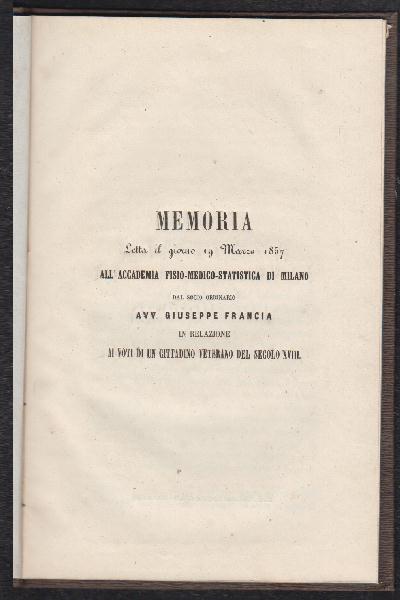 MEMORIA
Letta il giorno 19 Marzo 1857
ALL'ACCADEMIA FISIO-MEDICO-STATISTICA DI MILANO
DAL SOCIO ORDINARIO
AVV. GIUSEPPE FRANCIA
IN RELAZIONE
AI VOTI DI UN CITTADINO VETERANO DEL SECOLO XVIII.